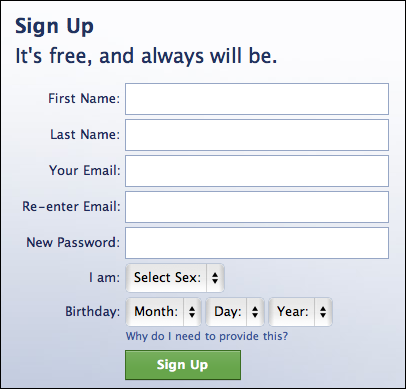 Sign Up
It's free, and always will be.
First Name:
Last Name:
Your Email:
Re-enter Email:
New Password:
I am: Select Sex:
Birthday: Month: Day: Year:
Why do I need to provide this?
Sign Up